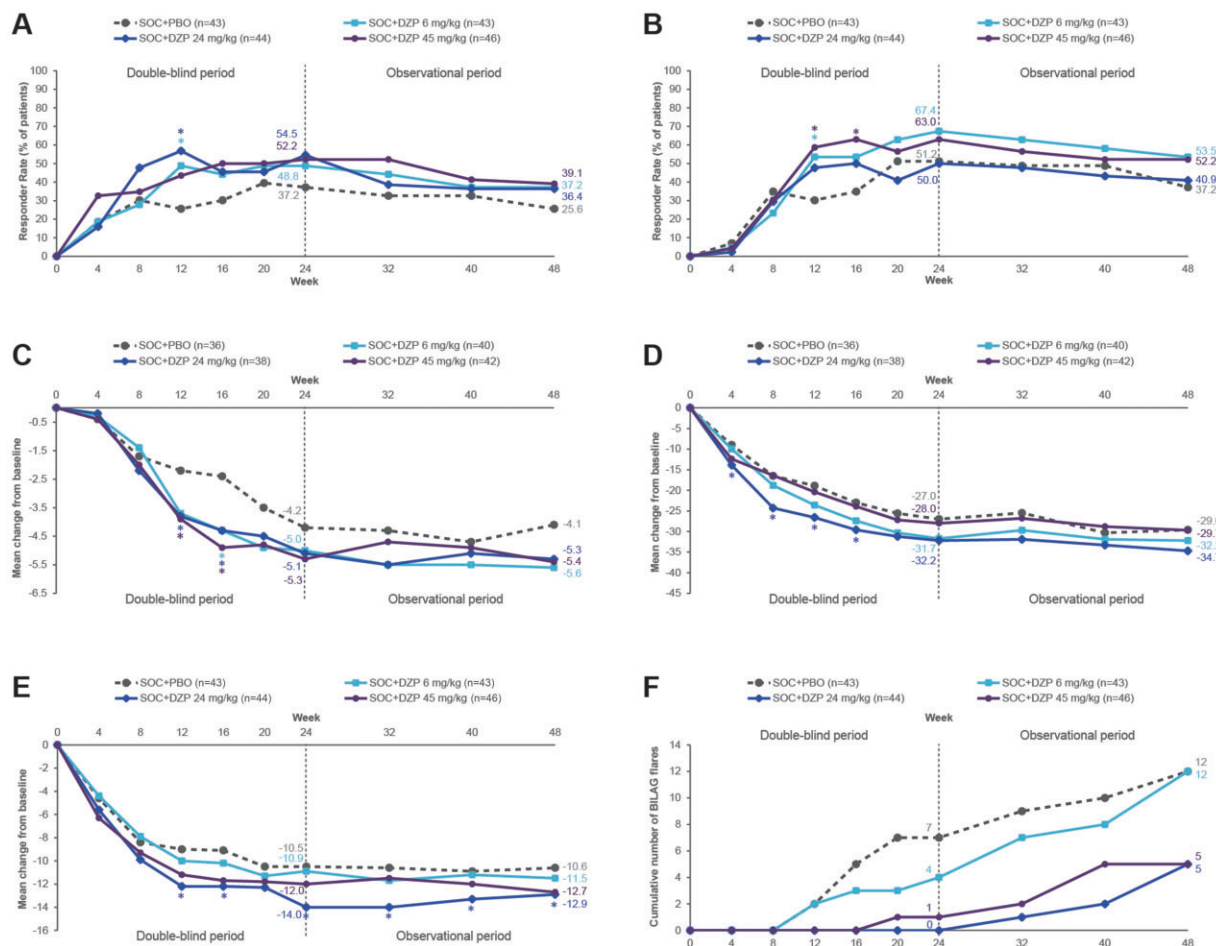 A
SOC+PBO (n=43)
SOC+DZP 6 mg/kg (n=43)
SOC+DZP 24 mg/kg (n=44)
SOC+DZP 45 mg/kg (n=46)
Double-blind period
Observational period
Responder Rate (% of patients)
100
90
80
70
60
50
40
30
20
10
0
*
*
54.5
52.2
48.8
37.2
39.1
37.2
36.4
25.6
0 4 8 12 16 20 24 32 40 48
Week
B
SOC+PBO (n=43)
SOC+DZP 6 mg/kg (n=43)
SOC+DZP 24 mg/kg (n=44)
SOC+DZP 45 mg/kg (n=46)
Double-blind period
Observational period
Responder Rate (% of patients)
100
90
80
70
60
50
40
30
20
10
0
* *
*
67.4
63.0
51.2
50.0
53.5
52.2
40.9
37.2
0 4 8 12 16 20 24 32 40 48
Week
C
SOC+PBO (n=36)
SOC+DZP 6 mg/kg (n=40)
SOC+DZP 24 mg/kg (n=38)
SOC+DZP 45 mg/kg (n=42)
Week
0 4 8 12 16 20 24 32 40 48
Mean change from baseline
-0.5
-1.5
-2.5
-3.5
-4.5
-5.5
-6.5
*
*
*
*
*
-4.2
-5.0
-5.1
-5.3
-4.1
-5.3
-5.4
-5.6
Double-blind period
Observational period
D
SOC+PBO (n=36)
SOC+DZP 6 mg/kg (n=40)
SOC+DZP 24 mg/kg (n=38)
SOC+DZP 45 mg/kg (n=42)
Week
0 4 8 12 16 20 24 32 40 48
Mean change from baseline
0
-5
-10
-15
-20
-25
-30
-35
-40
-45
* * * *
-27.0
-28.0
-31.7
-32.2
-29.
-29.
-32.
-34.
Double-blind period
Observational period
E
SOC+PBO (n=43)
SOC+DZP 6 mg/kg (n=43)
SOC+DZP 24 mg/kg (n=44)
SOC+DZP 45 mg/kg (n=46)
Week
0 4 8 12 16 20 24 32 40 48
Mean change from baseline
0
-2
-4
-6
-8
-10
-12
-14
-16
-10.5
-10.9
-12.0
-14.0
-10.6
-11.5
-12.7
-12.9
* * * * * *
Double-blind period
Observational period
F
SOC+PBO (n=43)
SOC+DZP 6 mg/kg (n=43)
SOC+DZP 24 mg/kg (n=44)
SOC+DZP 45 mg/kg (n=46)
Week
Double-blind period
Observational period
Cumulative number of BILAG flares
14
12
10
8
6
4
2
0
7
4
1
0
12
12
5
5
0 4 8 12 16 20 24 32 40 48